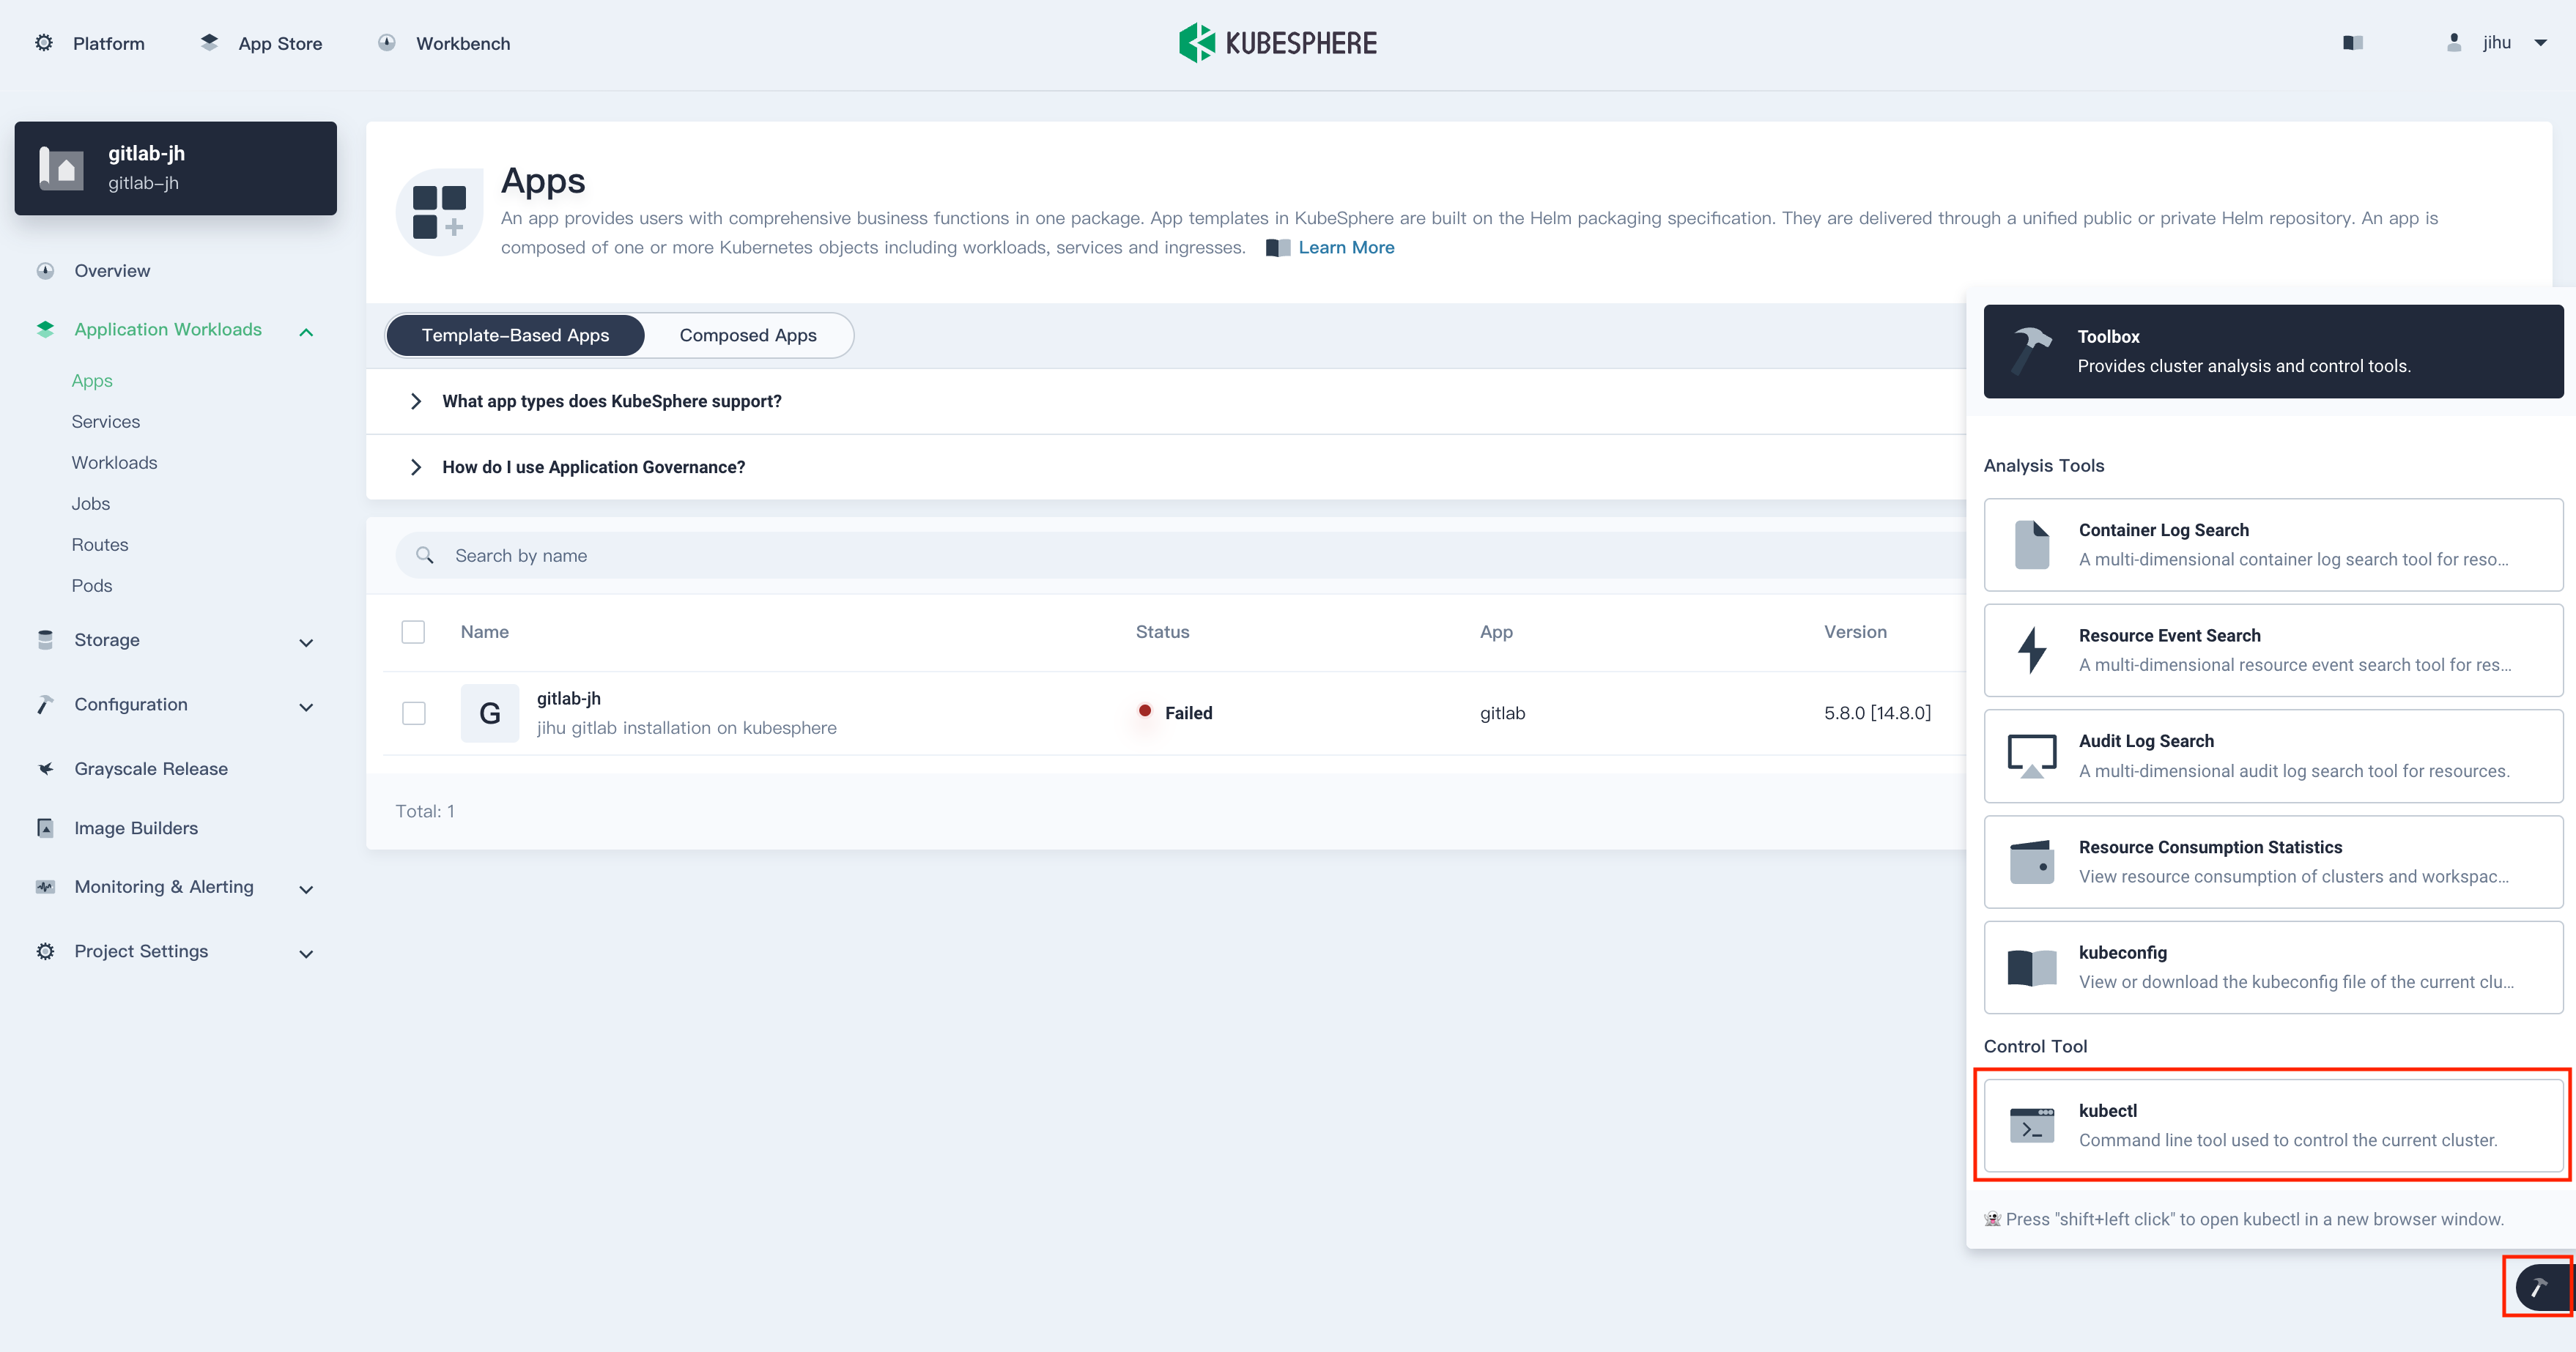 Platform
App Store
Workbench
KUBESPHERE
jihu
gitlab-jh
gitlab-jh
Overview
Application Workloads
Apps
Services
Workloads
Jobs
Routes
Pods
Storage
Configuration
Grayscale Release
Image Builders
Monitoring & Alerting
Project Settings
Apps
An app provides users with comprehensive business functions in one package. App templates in KubeSphere are built on the Helm packaging specification. They are delivered through a unified public or private Helm repository. An app is
composed of one or more Kubernetes objects including workloads, services and ingresses. Learn More
Template-Based Apps
Composed Apps
What app types does KubeSphere support?
How do I use Application Governance?
Search by name
Name Status App Version
G
gitlab-jh
jihu gitlab installation on kubesphere
Failed
gitlab
5.8.0 [14.8.0]
Total: 1
Toolbox
Provides cluster analysis and control tools.
Analysis Tools
Container Log Search
A multi-dimensional container log search tool for reso...
Resource Event Search
A multi-dimensional resource event search tool for res...
Audit Log Search
A multi-dimensional audit log search tool for resources.
Resource Consumption Statistics
View resource consumption of clusters and workspac...
kubeconfig
View or download the kubeconfig file of the current clu...
Control Tool
kubectl
Command line tool used to control the current cluster.
👻 Press "shift+left click" to open kubectl in a new browser window.